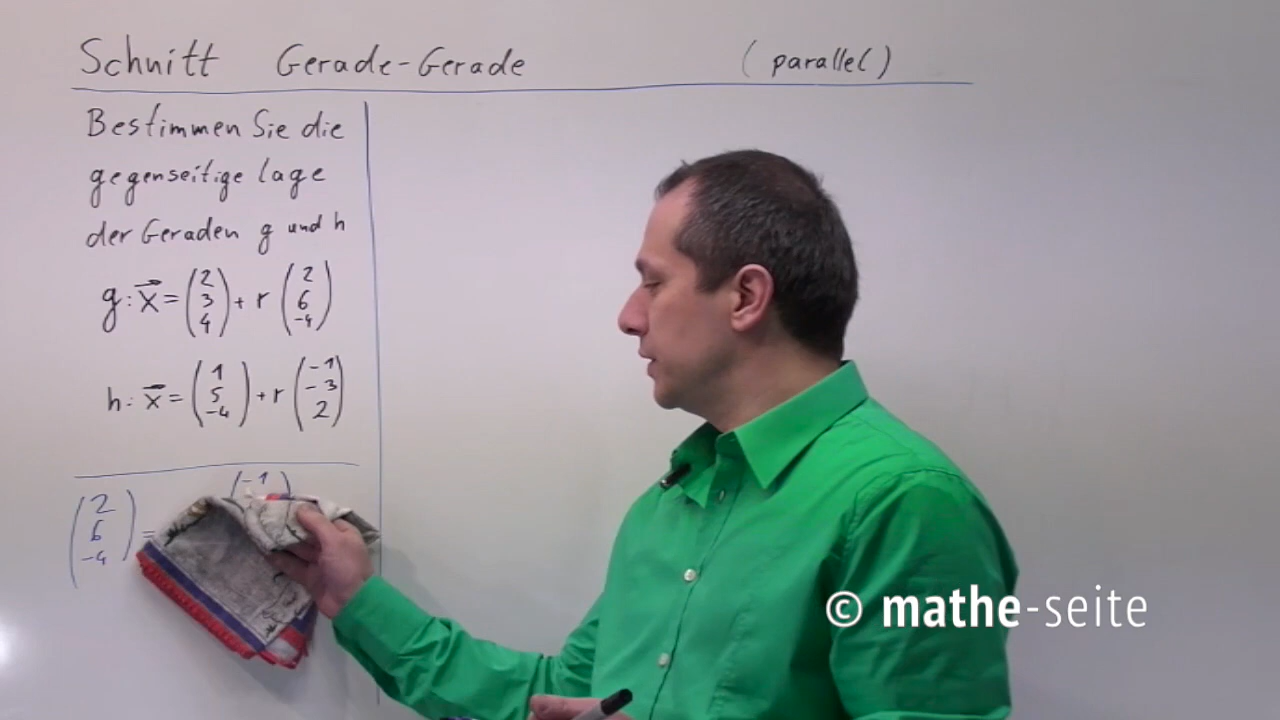 Schnitt Gerade-Gerade (parallel)
Bestimmen Sie die
gegenseitige Lage
der Geraden g und h
g: x⃗ = (2 3 4) + r (2 6 -4)
h: x⃗ = (1 5 -4) + r (-1 -3 2)
(2 6 -4) = (-1
© mathe-seite